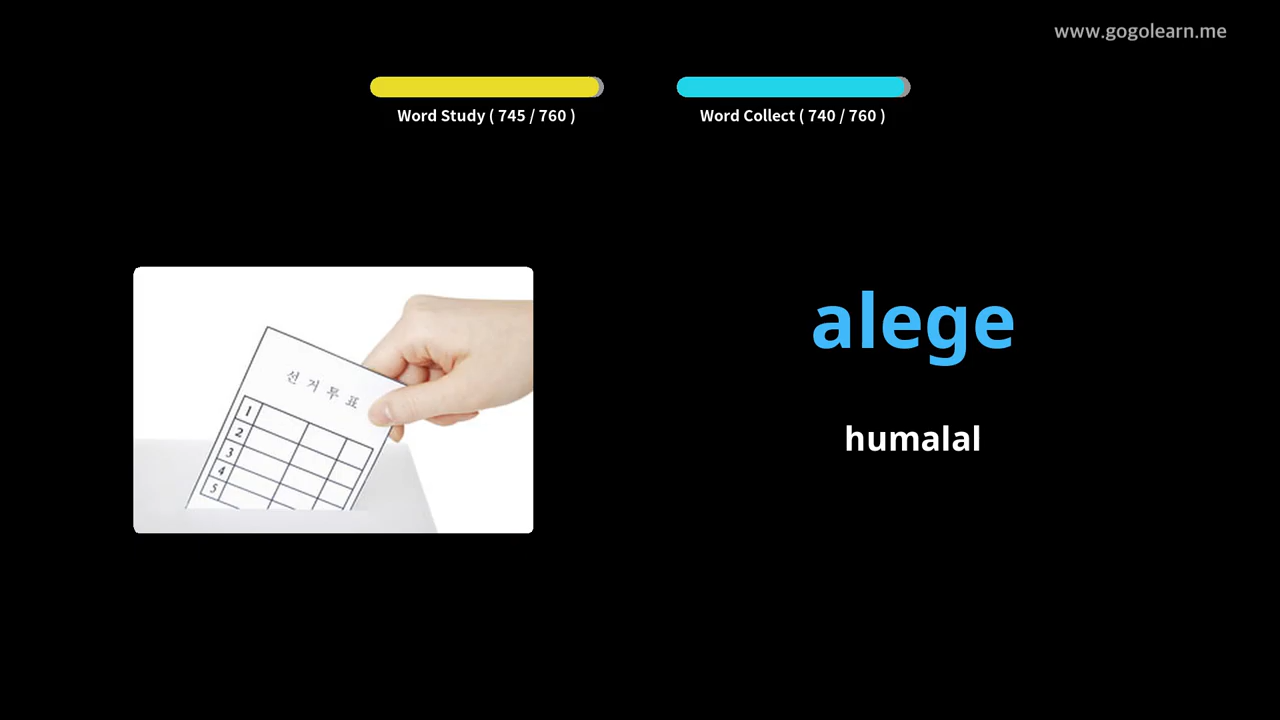 www.gogolearn.me
Word Study ( 745 / 760 )
Word Collect ( 740 / 760 )
선거투표
1
2
3
4
5
alege
humalal